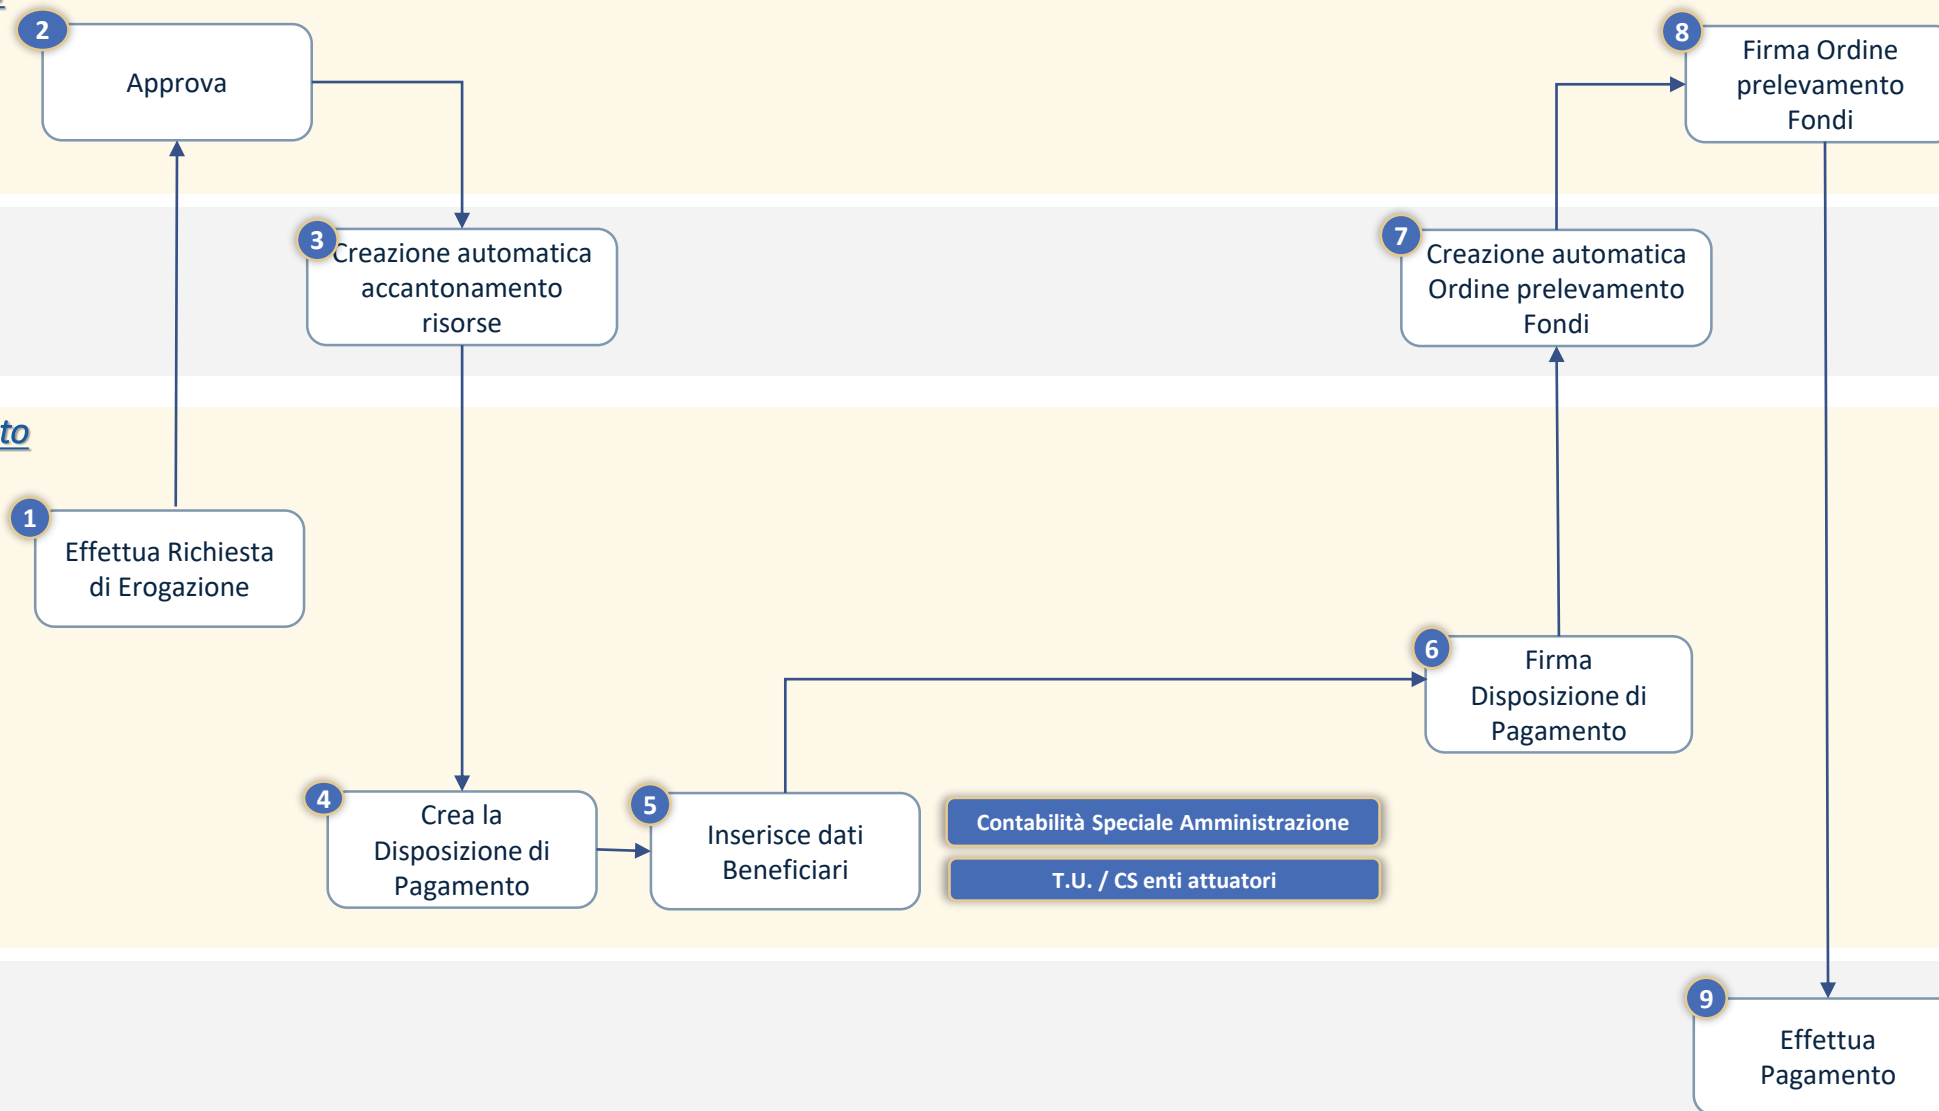 2
Approva
8
Firma Ordine
prelevamento
Fondi
3
Creazione automatica
accantonamento
risorse
7
Creazione automatica
Ordine prelevamento
Fondi
to
1
Effettua Richiesta
di Erogazione
6
Firma
Disposizione di
Pagamento
4
Crea la
Disposizione di
Pagamento
5
Inserisce dati
Beneficiari
Contabilità Speciale Amministrazione
T.U. / CS enti attuatori
9
Effettua
Pagamento